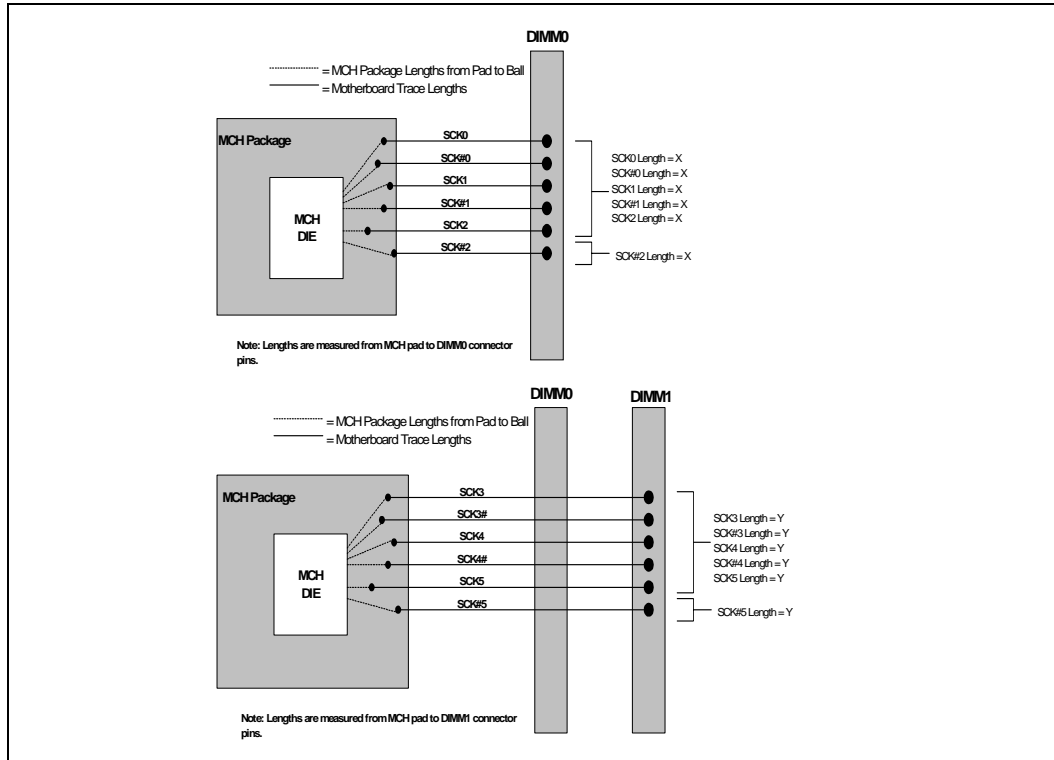 DIMM0
= MCH Package Lengths from Pad to Ball
= Motherboard Trace Lengths
MCH Package
MCH
DIE
SCK0
SCK#0
SCK1
SCK#1
SCK2
SCK#2
SCK0 Length = X
SCK#0 Length = X
SCK1 Length = X
SCK#1 Length = X
SCK2 Length = X
SCK#2 Length = X
Note: Lengths are measured from MCH pad to DIMM0 connector
pins.
DIMM0
DIMM1
= MCH Package Lengths from Pad to Ball
= Motherboard Trace Lengths
MCH Package
MCH
DIE
SCK3
SCK3#
SCK4
SCK4#
SCK5
SCK#5
SCK3 Length = Y
SCK#3 Length = Y
SCK4 Length = Y
SCK#4 Length = Y
SCK5 Length = Y
SCK#5 Length = Y
Note: Lengths are measured from MCH pad to DIMM1 connector
pins.